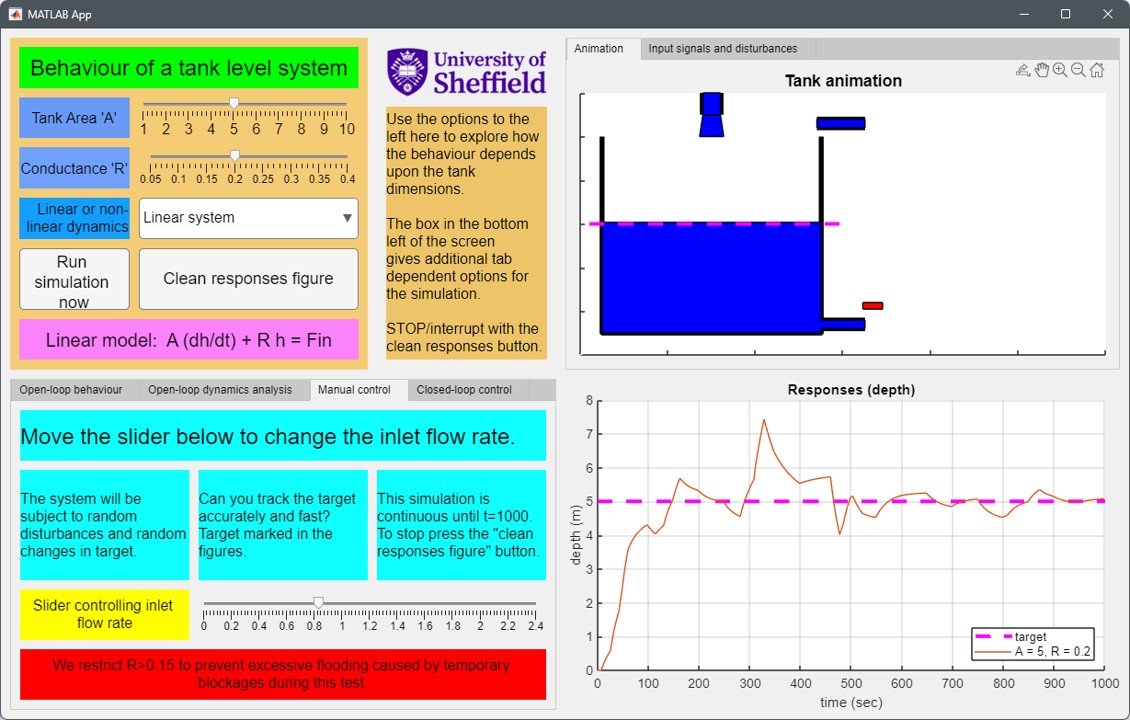 MATLAB App
Behaviour of a tank level system
Tank Area 'A'
1 2 3 4 5 6 7 8 9 10
Conductance 'R'
0.05 0.1 0.15 0.2 0.25 0.3 0.35 0.4
Linear or non-
linear dynamics
Linear system
Run
simulation
now
Clean responses figure
Linear model: A (dh/dt) + R h = Fin
University of
Sheffield
Use the options to the
left here to explore how
the behaviour depends
upon the tank
dimensions.
The box in the bottom
left of the screen
gives additional tab
dependent options for
the simulation.
STOP/interrupt with the
clean responses button.
Animation
Input signals and disturbances
Tank animation
Open-loop behaviour
Open-loop dynamics analysis
Manual control
Closed-loop control
Move the slider below to change the inlet flow rate.
The system will be
subject to random
disturbances and random
changes in target.
Can you track the target
accurately and fast?
Target marked in the
figures.
This simulation is
continuous until t=1000.
To stop press the "clean
responses figure" button.
Slider controlling inlet
flow rate
0 0.2 0.4 0.6 0.8 1 1.2 1.4 1.6 1.8 2 2.2 2.4
We restrict R>0.15 to prevent excessive flooding caused by temporary
blockages during this test.
Responses (depth)
8
7
6
5
4
3
2
1
0
depth (m)
target
A = 5, R = 0.2
0 100 200 300 400 500 600 700 800 900 1000
time (sec)